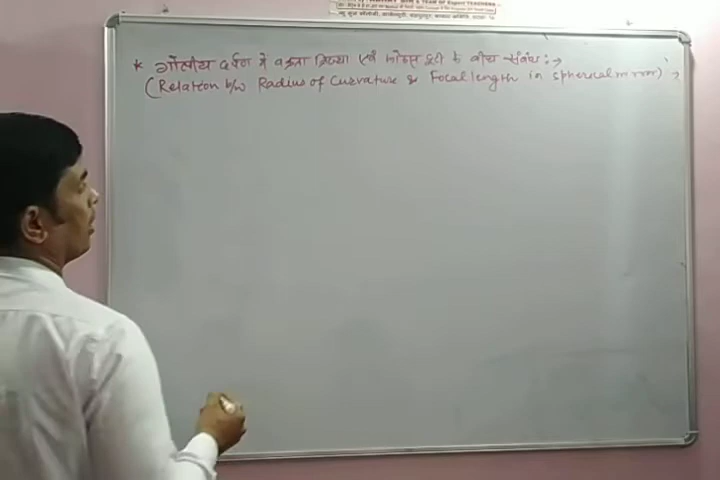 * गोलीय दर्पण में वक्रता त्रिज्या एवं फोकस दूरी के बीच संबंध :→
(Relation b/w Radius of Curvature & Focal length in spherical mirror) →